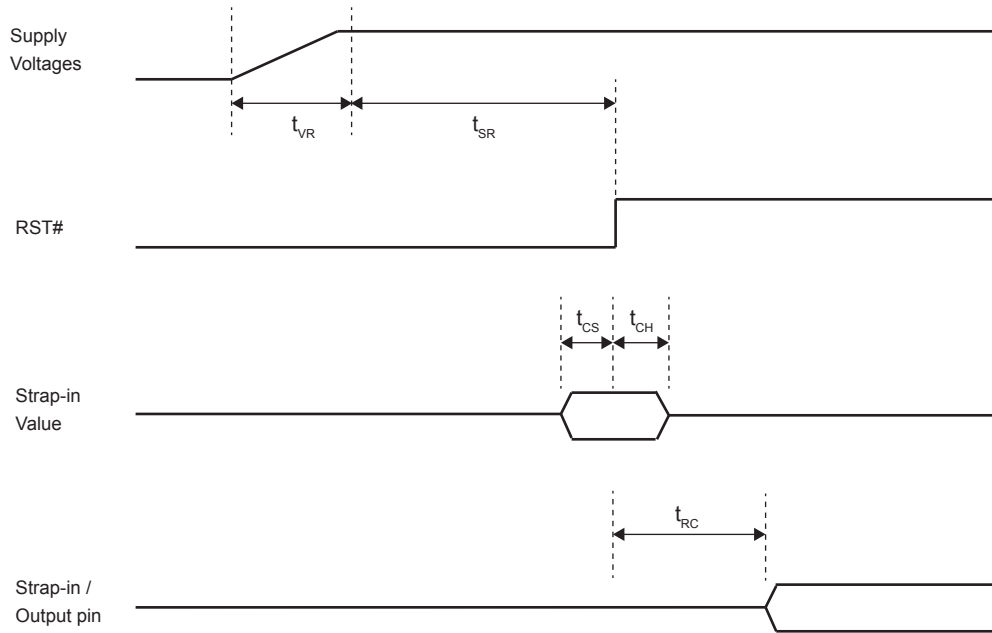 Supply
Voltages
tVR
tSR
RST#
tCS
tCH
Strap-in
Value
tRC
Strap-in /
Output pin